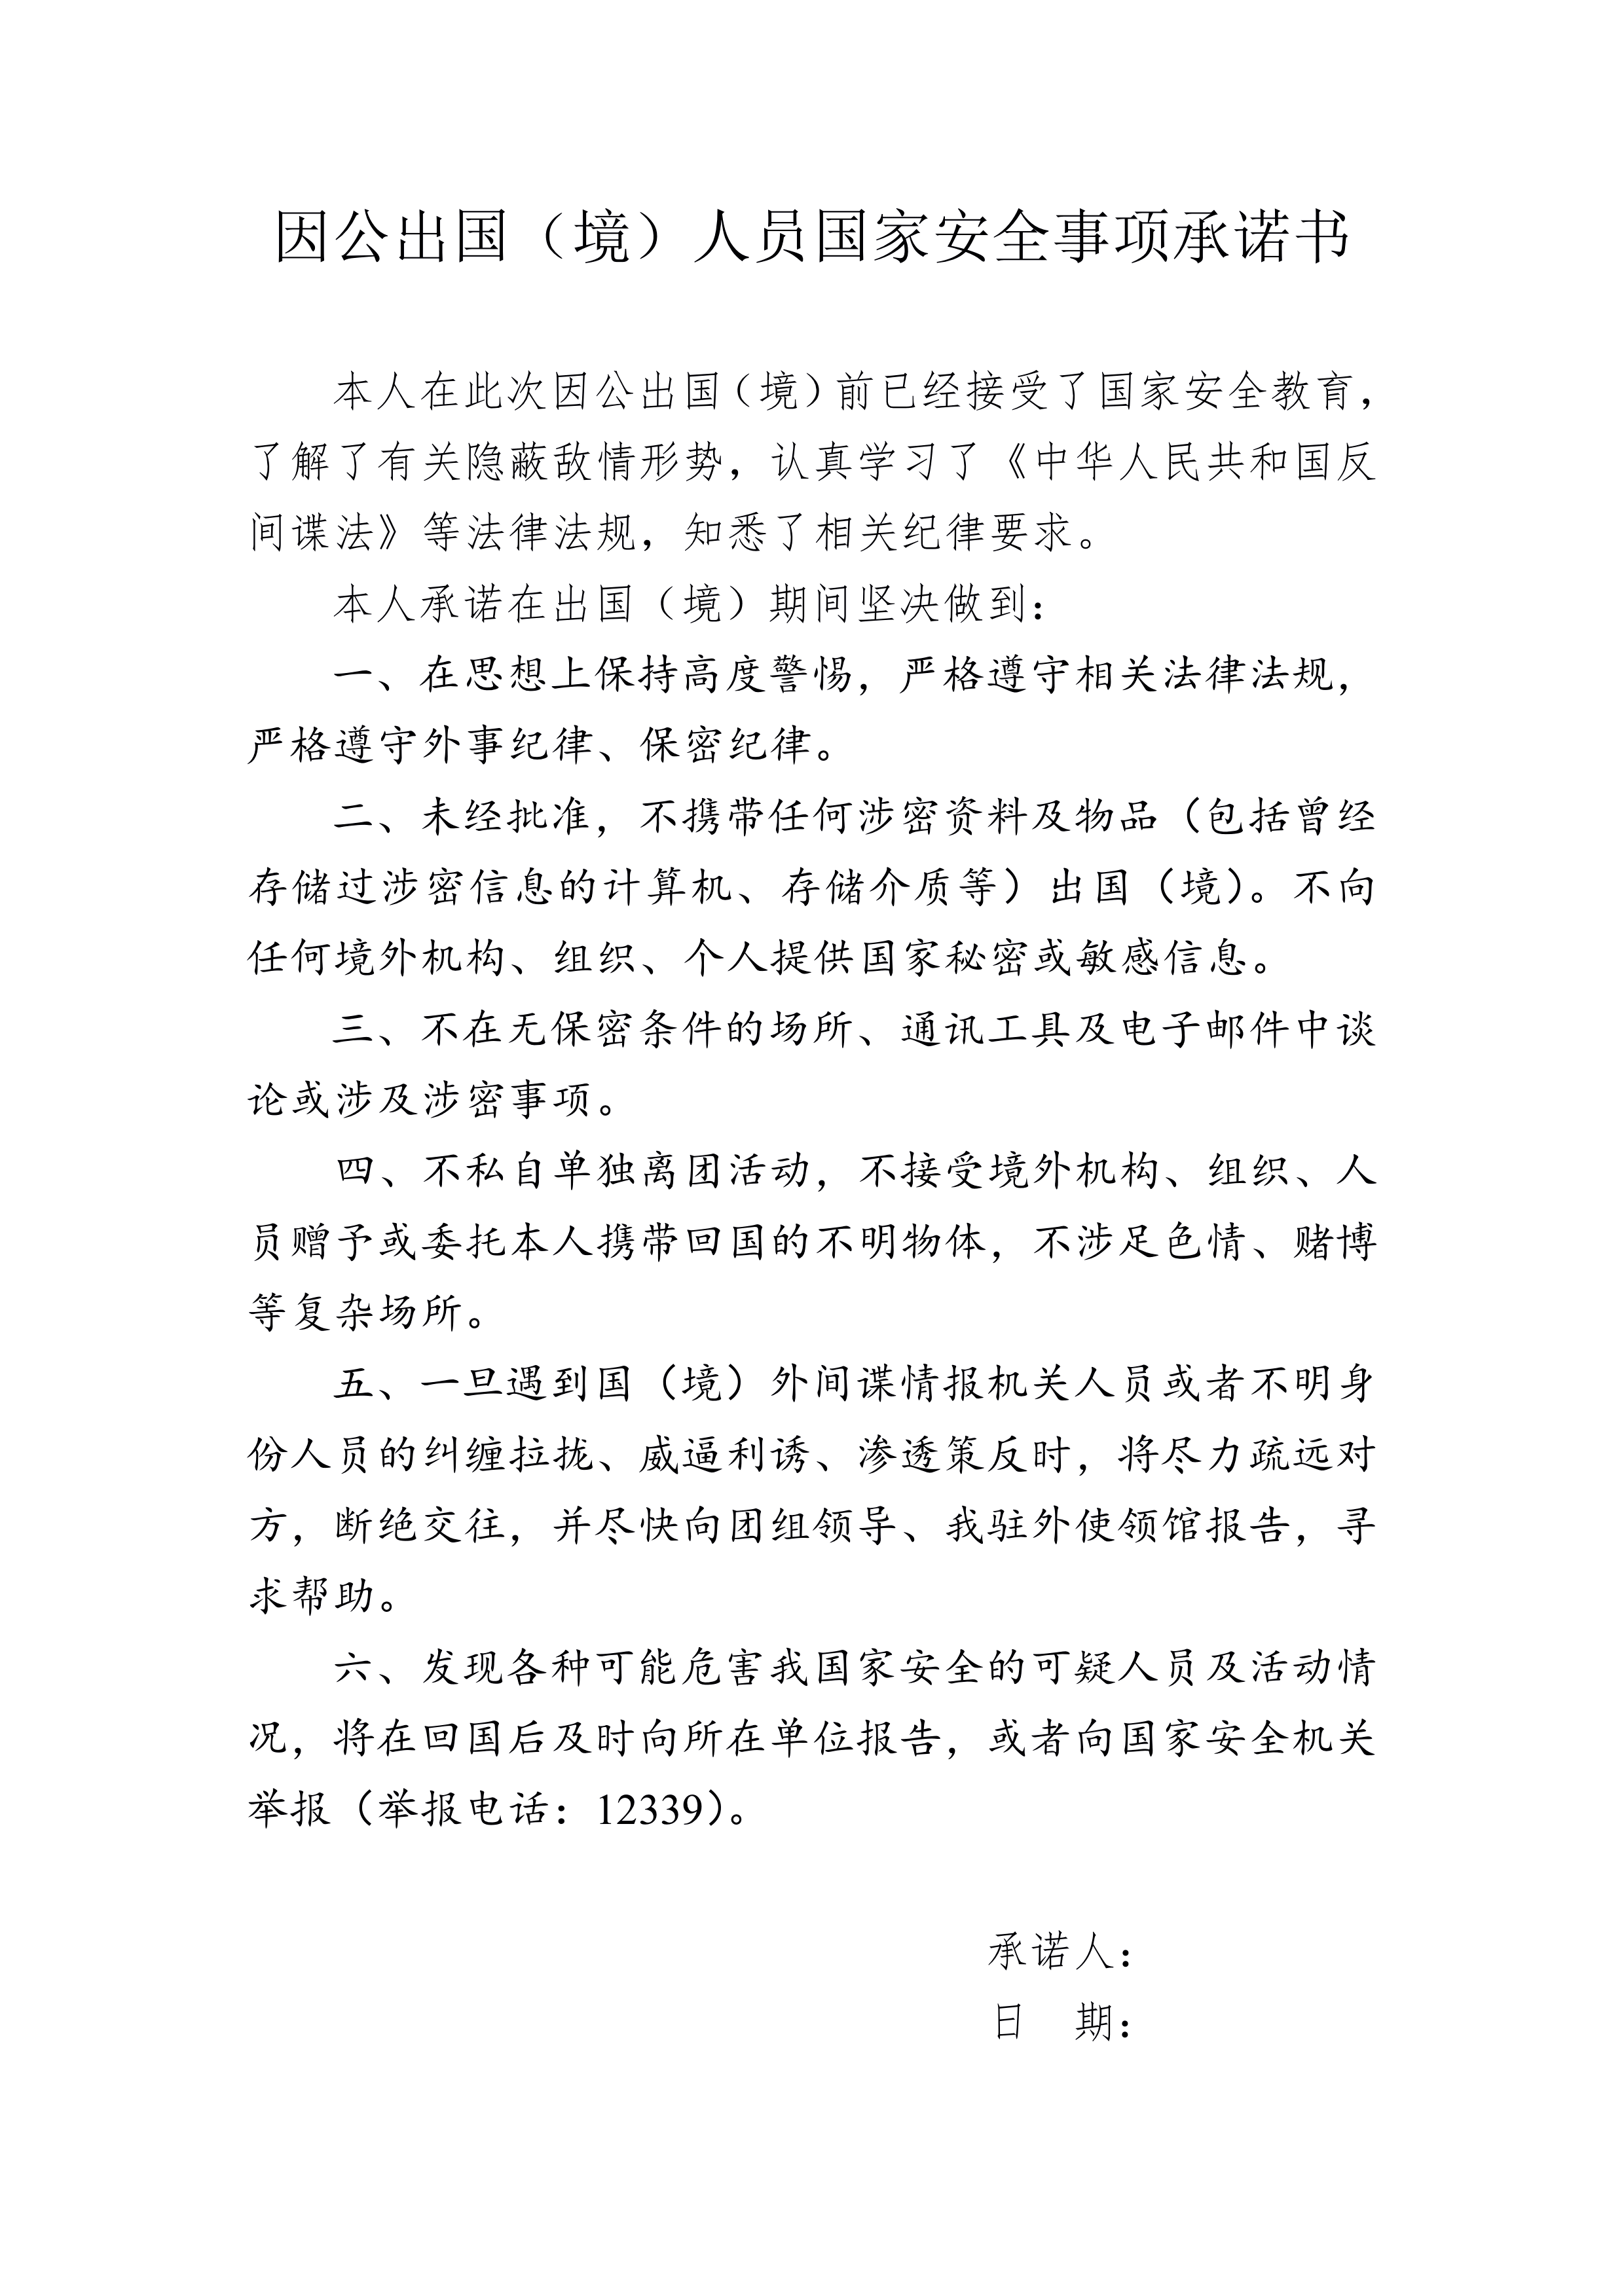 因公出国（境）人员国家安全事项承诺书
本人在此次因公出国（境）前已经接受了国家安全教育，
了解了有关隐蔽敌情形势，认真学习了《中华人民共和国反
间谍法》等法律法规，知悉了相关纪律要求。
本人承诺在出国（境）期间坚决做到：
一、在思想上保持高度警惕，严格遵守相关法律法规，
严格遵守外事纪律、保密纪律。
二、未经批准，不携带任何涉密资料及物品（包括曾经
存储过涉密信息的计算机、存储介质等）出国（境）。不向
任何境外机构、组织、个人提供国家秘密或敏感信息。
三、不在无保密条件的场所、通讯工具及电子邮件中谈
论或涉及涉密事项。
四、不私自单独离团活动，不接受境外机构、组织、人
员赠予或委托本人携带回国的不明物体，不涉足色情、赌博
等复杂场所。
五、一旦遇到国（境）外间谍情报机关人员或者不明身
份人员的纠缠拉拢、威逼利诱、渗透策反时，将尽力疏远对
方，断绝交往，并尽快向团组领导、我驻外使领馆报告，寻
求帮助。
六、发现各种可能危害我国家安全的可疑人员及活动情
况，将在回国后及时向所在单位报告，或者向国家安全机关
举报（举报电话：12339）。
承诺人：
日　期：